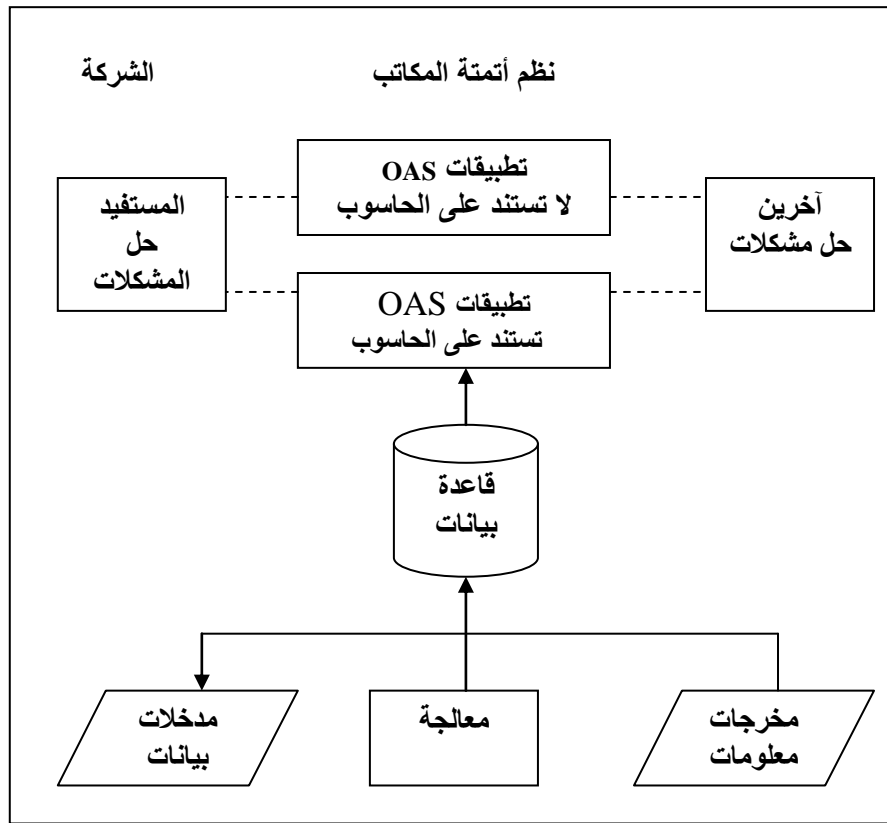 الشركة
نظم أتمتة المكاتب
تطبيقات OAS
لا تستند على الحاسوب
المستفيد
حل
المشكلات
آخرين
حل مشكلات
تطبيقات OAS
تستند على الحاسوب
قاعدة
بيانات
مدخلات
بيانات
معالجة
مخرجات
معلومات